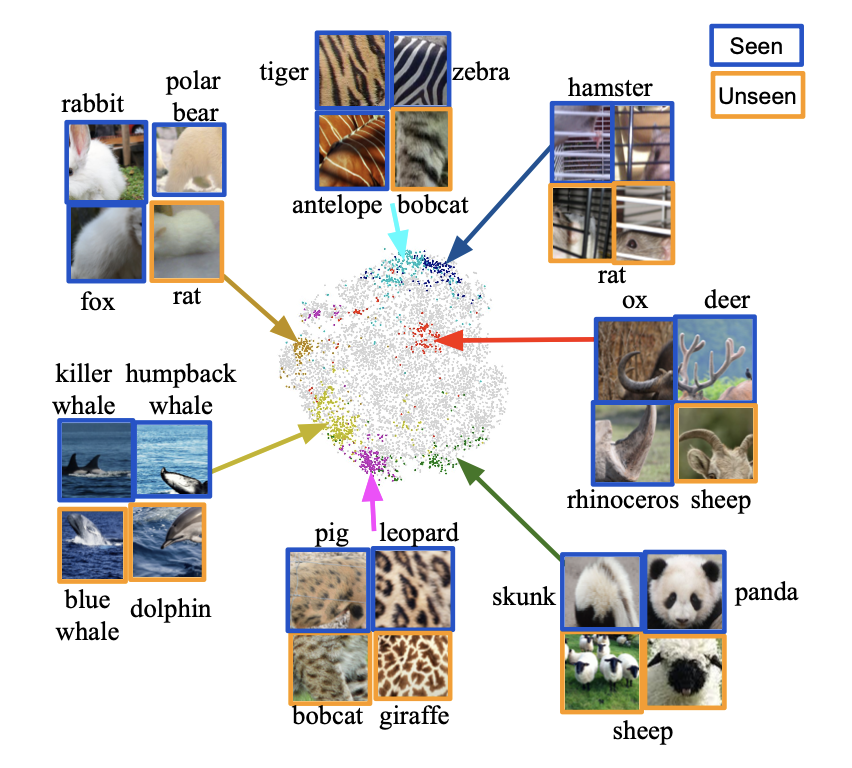 Seen
Unseen
tiger
zebra
antelope
bobcat
hamster
rat
rabbit
polar
bear
fox
rat
ox
deer
rhinoceros
sheep
killer
whale
humpback
whale
blue
whale
dolphin
pig
leopard
bobcat
giraffe
skunk
panda
sheep